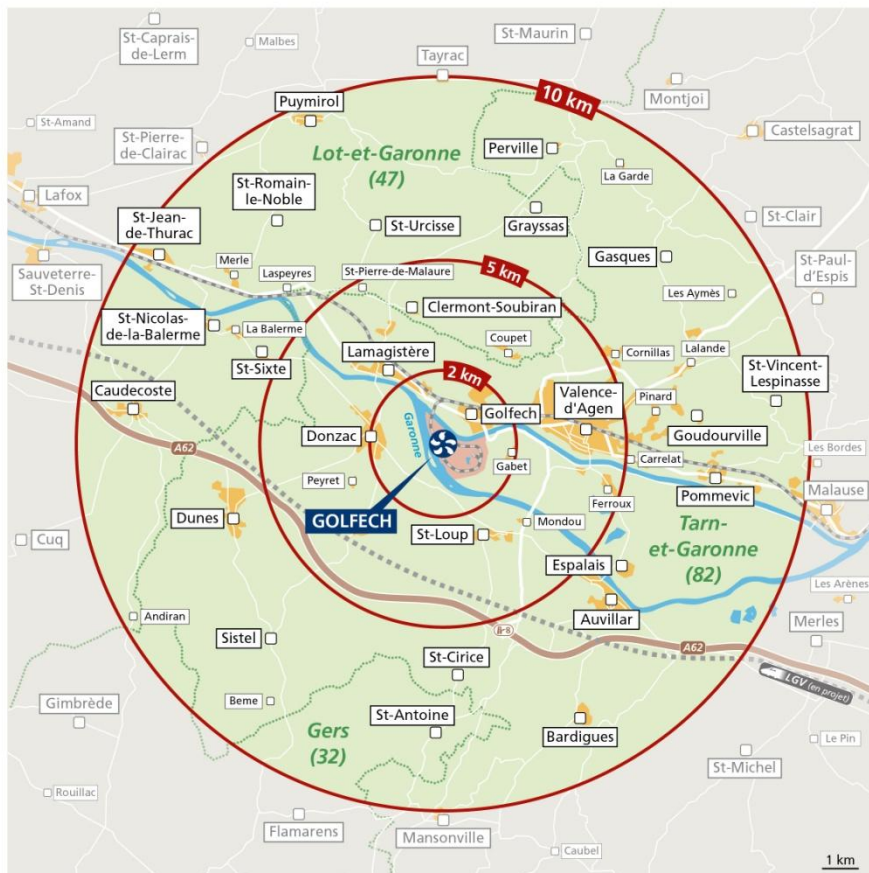 St-Caprais-
de-Lerm
Malbes
Tayrac
St-Maurin
10 km
Montjoi
Puymirol
St-Amand
St-Pierre-
de-Clairac
Lot-et-Garonne
(47)
Perville
Castelsagrat
La Garde
Lafox
St-Romain-
le-Noble
St-Jean-
de-Thurac
St-Urcisse
Grayssas
St-Clair
Sauveterre-
St-Denis
Merle
Laspeyres
St-Pierre-de-Malaure
5 km
Gasques
St-Paul-
d'Espis
Les Aymès
St-Nicolas-
de-la-Balerme
La Balerme
Clermont-Soubiran
Coupet
St-Sixte
Lamagistère
Cornillas
Lalande
St-Vincent-
Lespinasse
2 km
Caudecoste
Valence-
d'Agen
Pinard
Golfech
Garonne
Donzac
Goudourville
A62
Gabet
Carrelat
Les Bordes
Peyret
Pommevic
Malause
Ferroux
Dunes
GOLFECH
Mondou
St-Loup
Tarn-
et-Garonne
(82)
Cuq
Espalais
Les Arènes
Andiran
Auvillar
Merles
Sistel
8
A62
St-Cirice
LGV (en projet)
Gimbrède
Beme
St-Antoine
Gers
(32)
Bardigues
Le Pin
St-Michel
Rouillac
Flamarens
Mansonville
Caubel
1 km